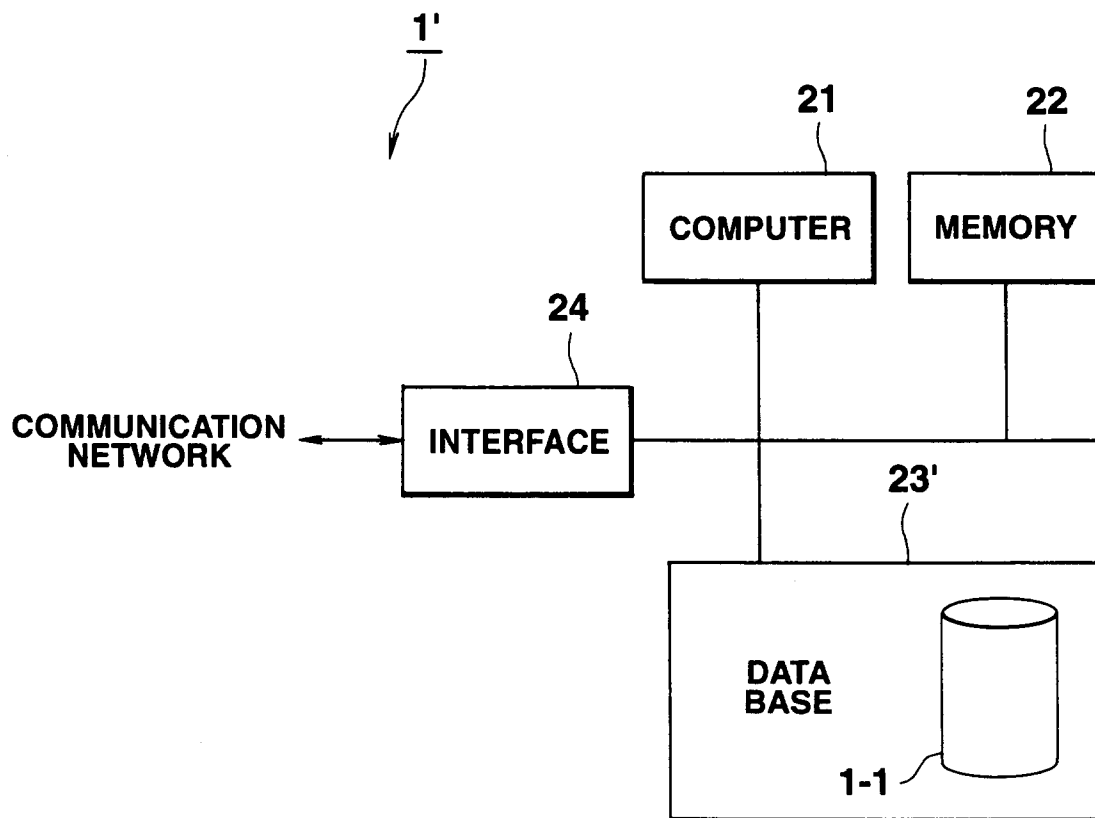 1'
21
22
COMPUTER
MEMORY
24
COMMUNICATION
NETWORK
INTERFACE
23'
DATA
BASE
1-1